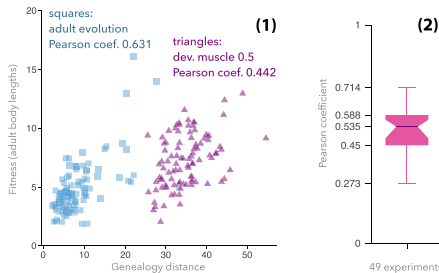 20
squares:
adult evolution
Pearson coef. 0.631
(1)
triangles:
dev. muscle 0.5
Pearson coef. 0.442
15
10
5
0
Fitness (adult body lengths)
0
10
20
30
40
50
Genealogy distance
(2)
1
0.714
0.588
0.535
0.45
0.273
0
Pearson coefficient
49 experiments